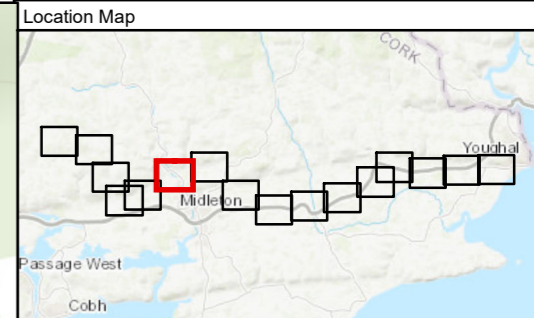 Location Map
CORK
Youghal
Midleton
Passage West
Cobh